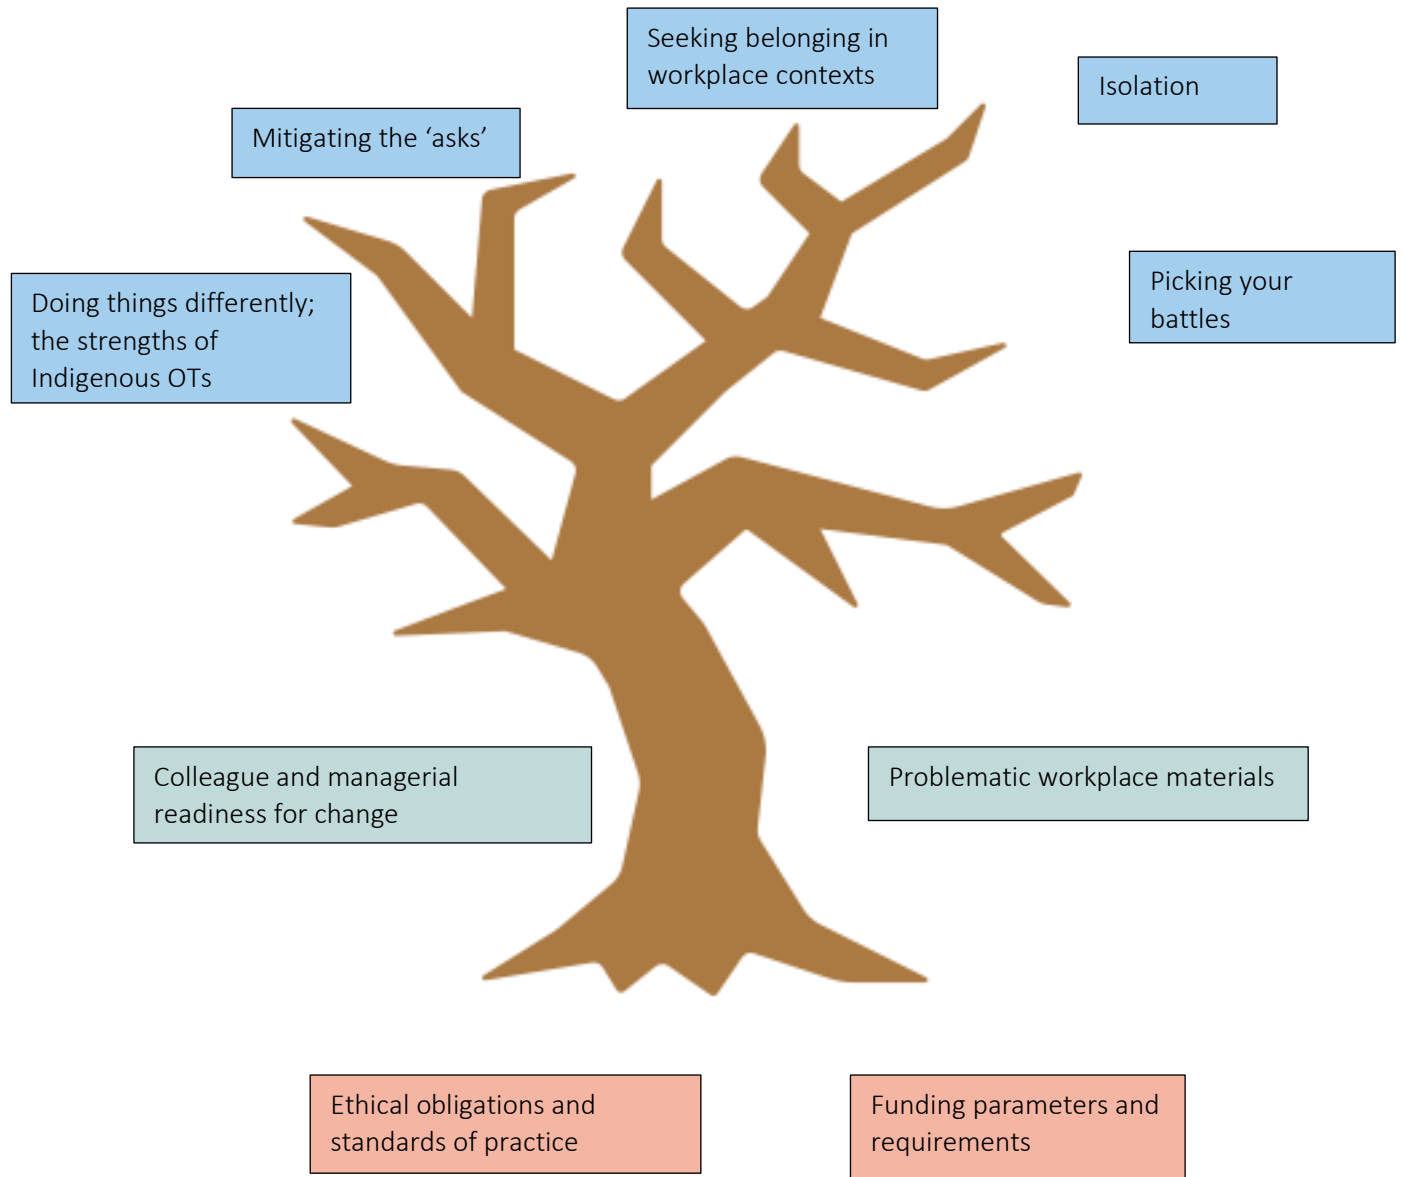 Seeking belonging in
workplace contexts
Isolation
Mitigating the ‘asks’
Doing things differently;
the strengths of
Indigenous OTs
Picking your
battles
Colleague and managerial
readiness for change
Problematic workplace materials
Ethical obligations and
standards of practice
Funding parameters and
requirements